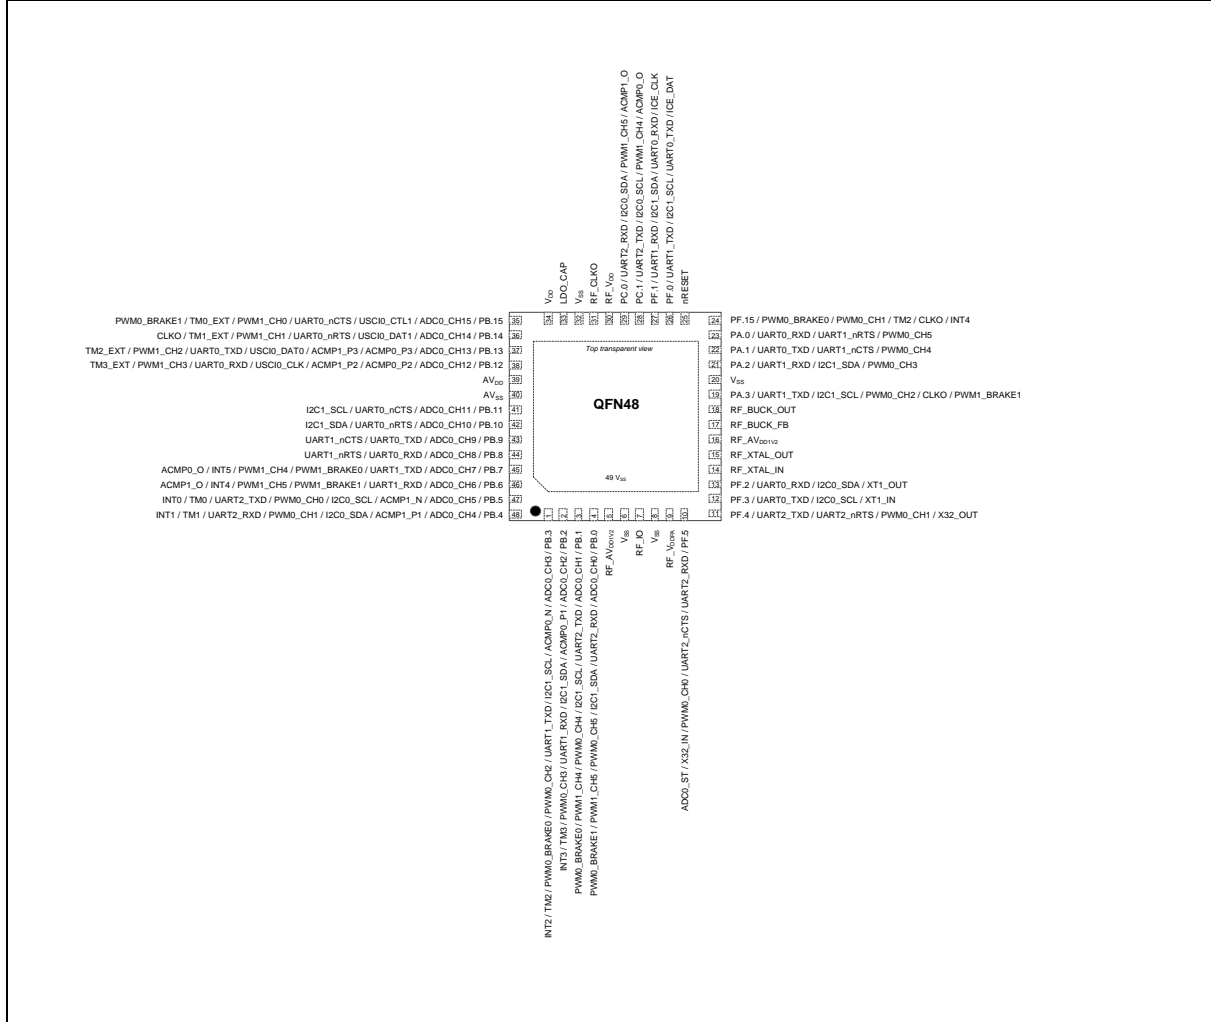 PC.0 / UART2_RXD / I2C0_SDA / PWM1_CH5 / ACMP1_O
PC.1 / UART2_TXD / I2C0_SCL / PWM1_CH4 / ACMP0_O
PF.1 / UART1_RXD / I2C1_SDA / UART0_RXD / ICE_CLK
PF.0 / UART1_TXD / I2C1_SCL / UART0_TXD / ICE_DAT
VDD
LDO_CAP
VSS
RF_CLKO
RF_VDD
nRESET
34
33
32
31
30
29
28
27
26
25
PWM0_BRAKE1 / TM0_EXT / PWM1_CH0 / UART0_nCTS / USCI0_CTL1 / ADC0_CH15 / PB.15 35
CLKO / TM1_EXT / PWM1_CH1 / UART0_nRTS / USCI0_DAT1 / ADC0_CH14 / PB.14 36
TM2_EXT / PWM1_CH2 / UART0_TXD / USCI0_DAT0 / ACMP1_P3 / ACMP0_P3 / ADC0_CH13 / PB.13 37
TM3_EXT / PWM1_CH3 / UART0_RXD / USCI0_CLK / ACMP1_P2 / ACMP0_P2 / ADC0_CH12 / PB.12 38
AVDD 39
AVSS 40
I2C1_SCL / UART0_nCTS / ADC0_CH11 / PB.11 41
I2C1_SDA / UART0_nRTS / ADC0_CH10 / PB.10 42
UART1_nCTS / UART0_TXD / ADC0_CH9 / PB.9 43
UART1_nRTS / UART0_RXD / ADC0_CH8 / PB.8 44
ACMP0_O / INT5 / PWM1_CH4 / PWM1_BRAKE0 / UART1_TXD / ADC0_CH7 / PB.7 45
ACMP1_O / INT4 / PWM1_CH5 / PWM1_BRAKE1 / UART1_RXD / ADC0_CH6 / PB.6 46
INT0 / TM0 / UART2_TXD / PWM0_CH0 / I2C0_SCL / ACMP1_N / ADC0_CH5 / PB.5 47
INT1 / TM1 / UART2_RXD / PWM0_CH1 / I2C0_SDA / ACMP1_P1 / ADC0_CH4 / PB.4 48
Top transparent view
QFN48
49 VSS
24 PF.15 / PWM0_BRAKE0 / PWM0_CH1 / TM2 / CLKO / INT4
23 PA.0 / UART0_RXD / UART1_nRTS / PWM0_CH5
22 PA.1 / UART0_TXD / UART1_nCTS / PWM0_CH4
21 PA.2 / UART1_RXD / I2C1_SDA / PWM0_CH3
20 VSS
19 PA.3 / UART1_TXD / I2C1_SCL / PWM0_CH2 / CLKO / PWM1_BRAKE1
18 RF_BUCK_OUT
17 RF_BUCK_FB
16 RF_AVDD1V2
15 RF_XTAL_OUT
14 RF_XTAL_IN
13 PF.2 / UART0_RXD / I2C0_SDA / XT1_OUT
12 PF.3 / UART0_TXD / I2C0_SCL / XT1_IN
11 PF.4 / UART2_TXD / UART2_nRTS / PWM0_CH1 / X32_OUT
1
2
3
4
5
6
7
8
9
10
INT2 / TM2 / PWM0_BRAKE0 / PWM0_CH2 / UART1_TXD / I2C1_SCL / ACMP0_N / ADC0_CH3 / PB.3
INT3 / TM3 / PWM0_CH3 / UART1_RXD / I2C1_SDA / ACMP0_P1 / ADC0_CH2 / PB.2
PWM0_BRAKE0 / PWM1_CH4 / PWM0_CH4 / I2C1_SCL / UART2_TXD / ADC0_CH1 / PB.1
PWM0_BRAKE1 / PWM1_CH5 / PWM0_CH5 / I2C1_SDA / UART2_RXD / ADC0_CH0 / PB.0
RF_AVDD1V2
VSS
RF_IO
VSS
RF_VDDPA
ADC0_ST / X32_IN / PWM0_CH0 / UART2_nCTS / UART2_RXD / PF.5